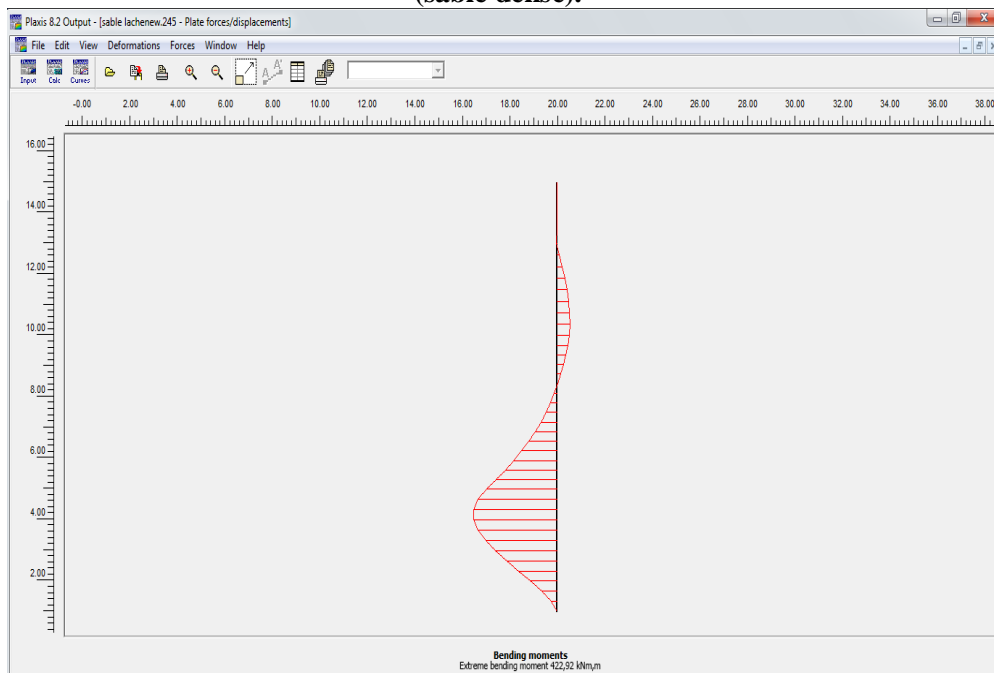 (sable dense).
Plaxis 8.2 Output - [sable lachenew.245 - Plate forces/displacements]
File Edit View Deformations Forces Window Help
Input Calc Curves
-0.00 2.00 4.00 6.00 8.00 10.00 12.00 14.00 16.00 18.00 20.00 22.00 24.00 26.00 28.00 30.00 32.00 34.00 36.00 38.00
16.00
14.00
12.00
10.00
8.00
6.00
4.00
2.00
Bending moments
Extreme bending moment 422,92 kNm,m